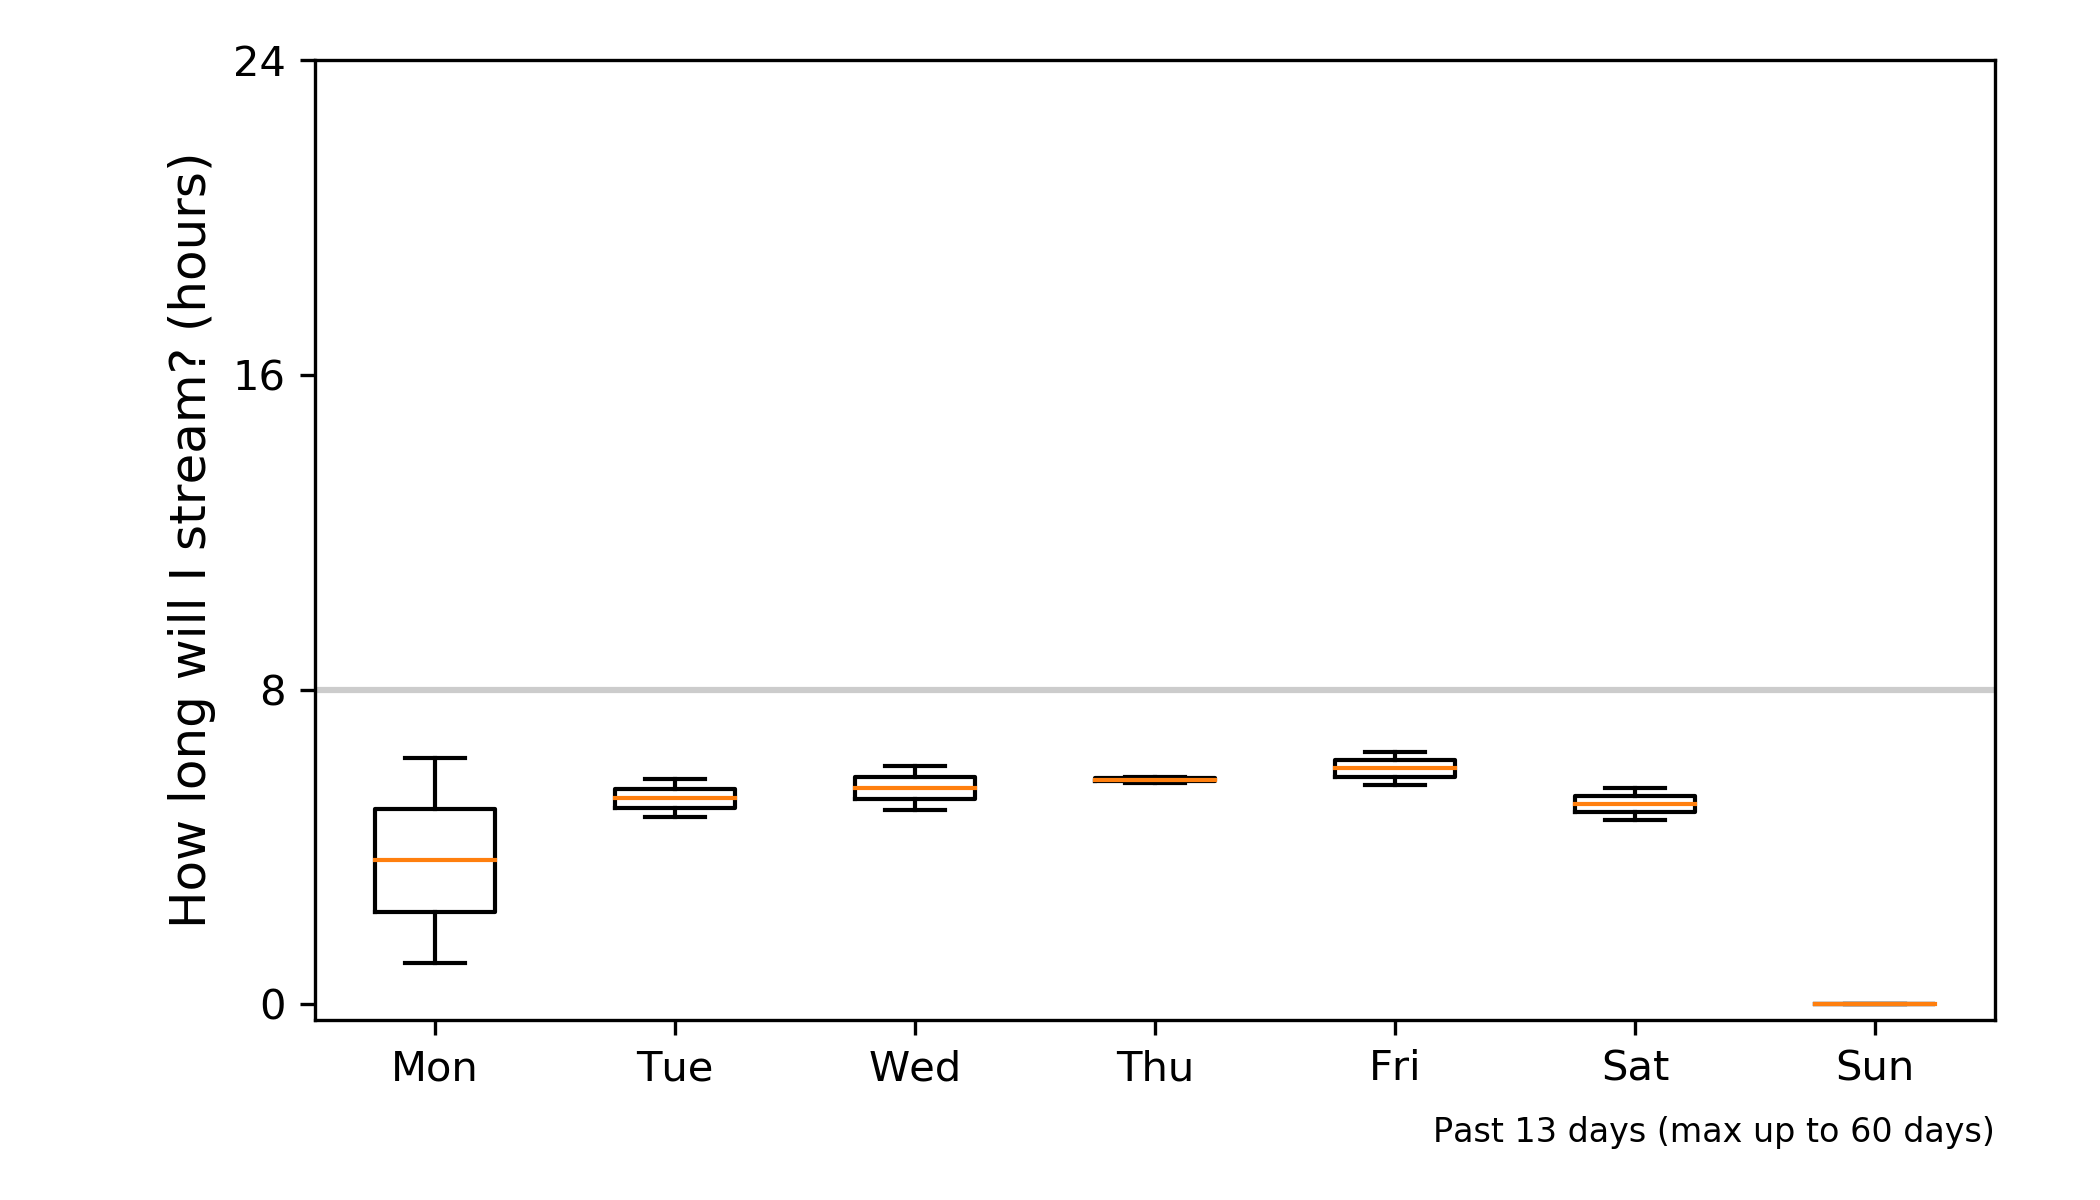 How long will I stream? (hours)
24
16
8
0
Mon Tue Wed Thu Fri Sat Sun
Past 13 days (max up to 60 days)